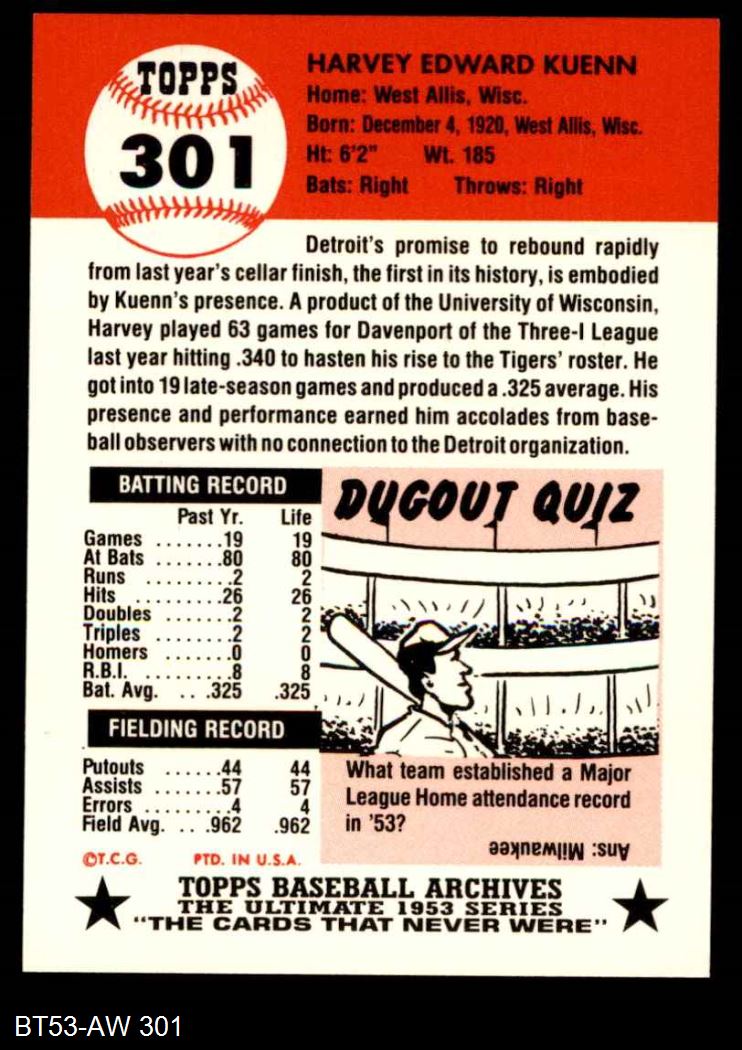 TOPPS
301
HARVEY EDWARD KUENN
Home: West Allis, Wisc.
Born: December 4, 1920, West Allis, Wisc.
Ht: 6'2" Wt. 185
Bats: Right Throws: Right
Detroit's promise to rebound rapidly
from last year's cellar finish, the first in its history, is embodied
by Kuenn's presence. A product of the University of Wisconsin,
Harvey played 63 games for Davenport of the Three-I League
last year hitting .340 to hasten his rise to the Tigers' roster. He
got into 19 late-season games and produced a .325 average. His
presence and performance earned him accolades from base-
ball observers with no connection to the Detroit organization.
BATTING RECORD
Past Yr. Life
Games .......19 19
At Bats .......80 80
Runs .........2 2
Hits .........26 26
Doubles .......2 2
Triples ........2 2
Homers .......0 0
R.B.I. .........8 8
Bat. Avg. .. .325 .325
FIELDING RECORD
Putouts ......44 44
Assists .......57 57
Errors .........4 4
Field Avg. .. .962 .962
©T.C.G. PTD. IN U.S.A.
DUGOUT QUIZ
What team established a Major
League Home attendance record
in '53?
Ans: Milwaukee
TOPPS BASEBALL ARCHIVES
THE ULTIMATE 1953 SERIES
"THE CARDS THAT NEVER WERE"
BT53-AW 301